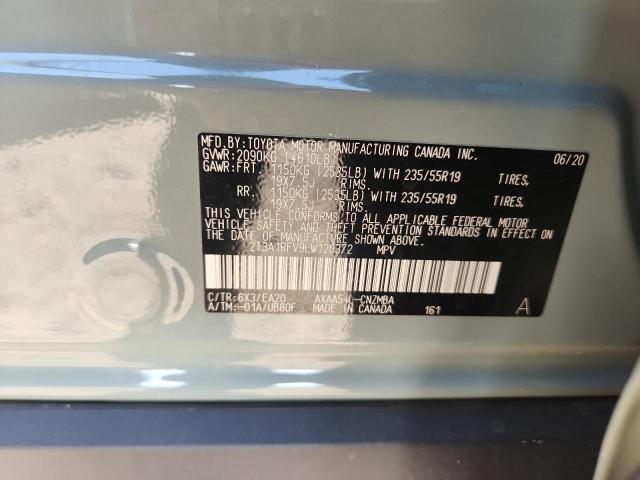 MFD.BY:TOYOTA MOTOR MANUFACTURING CANADA INC. 06/20
GVWR:2090KG (4610LB)
GAWR:FRT 1150KG (2535LB) WITH 235/55R19 TIRES,
19X7.5J RIMS.
RR 1150KG (2535LB) WITH 235/55R19 TIRES,
19X7.5J RIMS.
THIS VEHICLE CONFORMS TO ALL APPLICABLE FEDERAL MOTOR
VEHICLE SAFETY AND THEFT PREVENTION STANDARDS IN EFFECT ON
THE DATE OF MANUFACTURE SHOWN ABOVE.
2T3A1RFV9LW120372 MPV
C/TR:6X3/EA20 AXAA54L-CNZMBA
A/TM:-01A/UB80F MADE IN CANADA 161 A